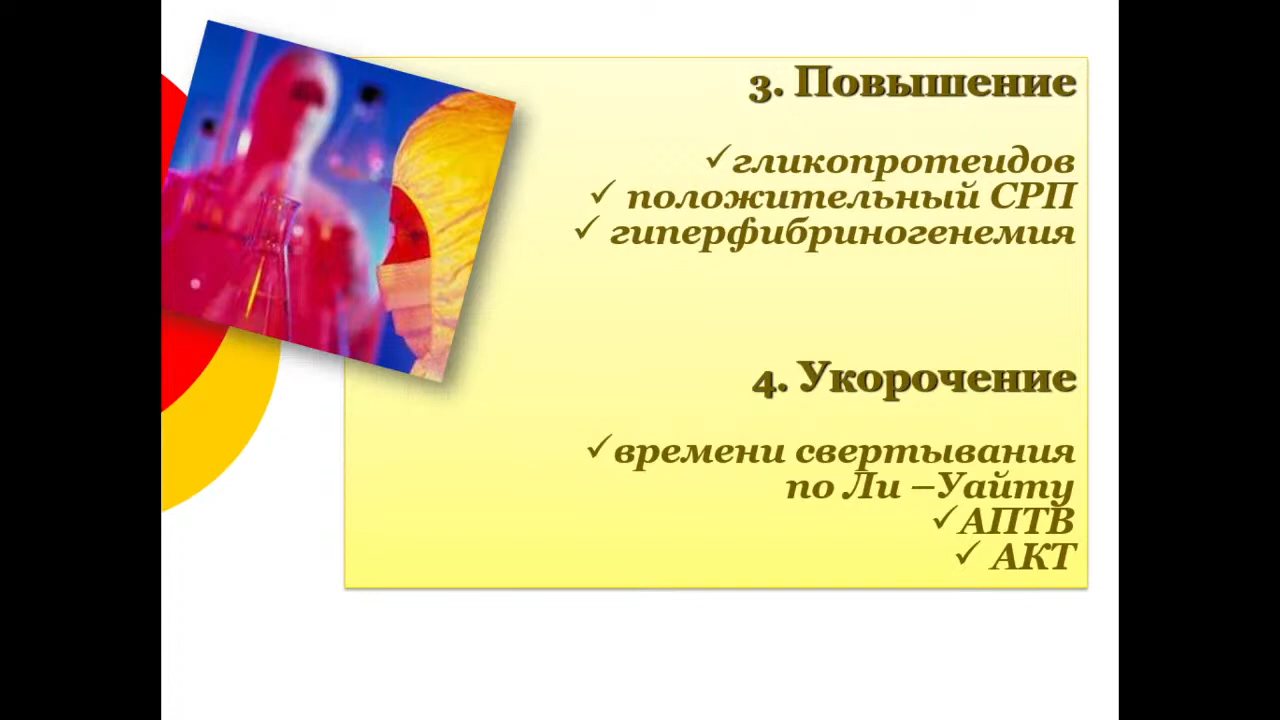 3. Повышение
✓гликопротеидов
✓ положительный СРП
✓ гиперфибриногенемия
4. Укорочение
✓времени свертывания
по Ли –Уайту
✓АПТВ
✓ АКТ